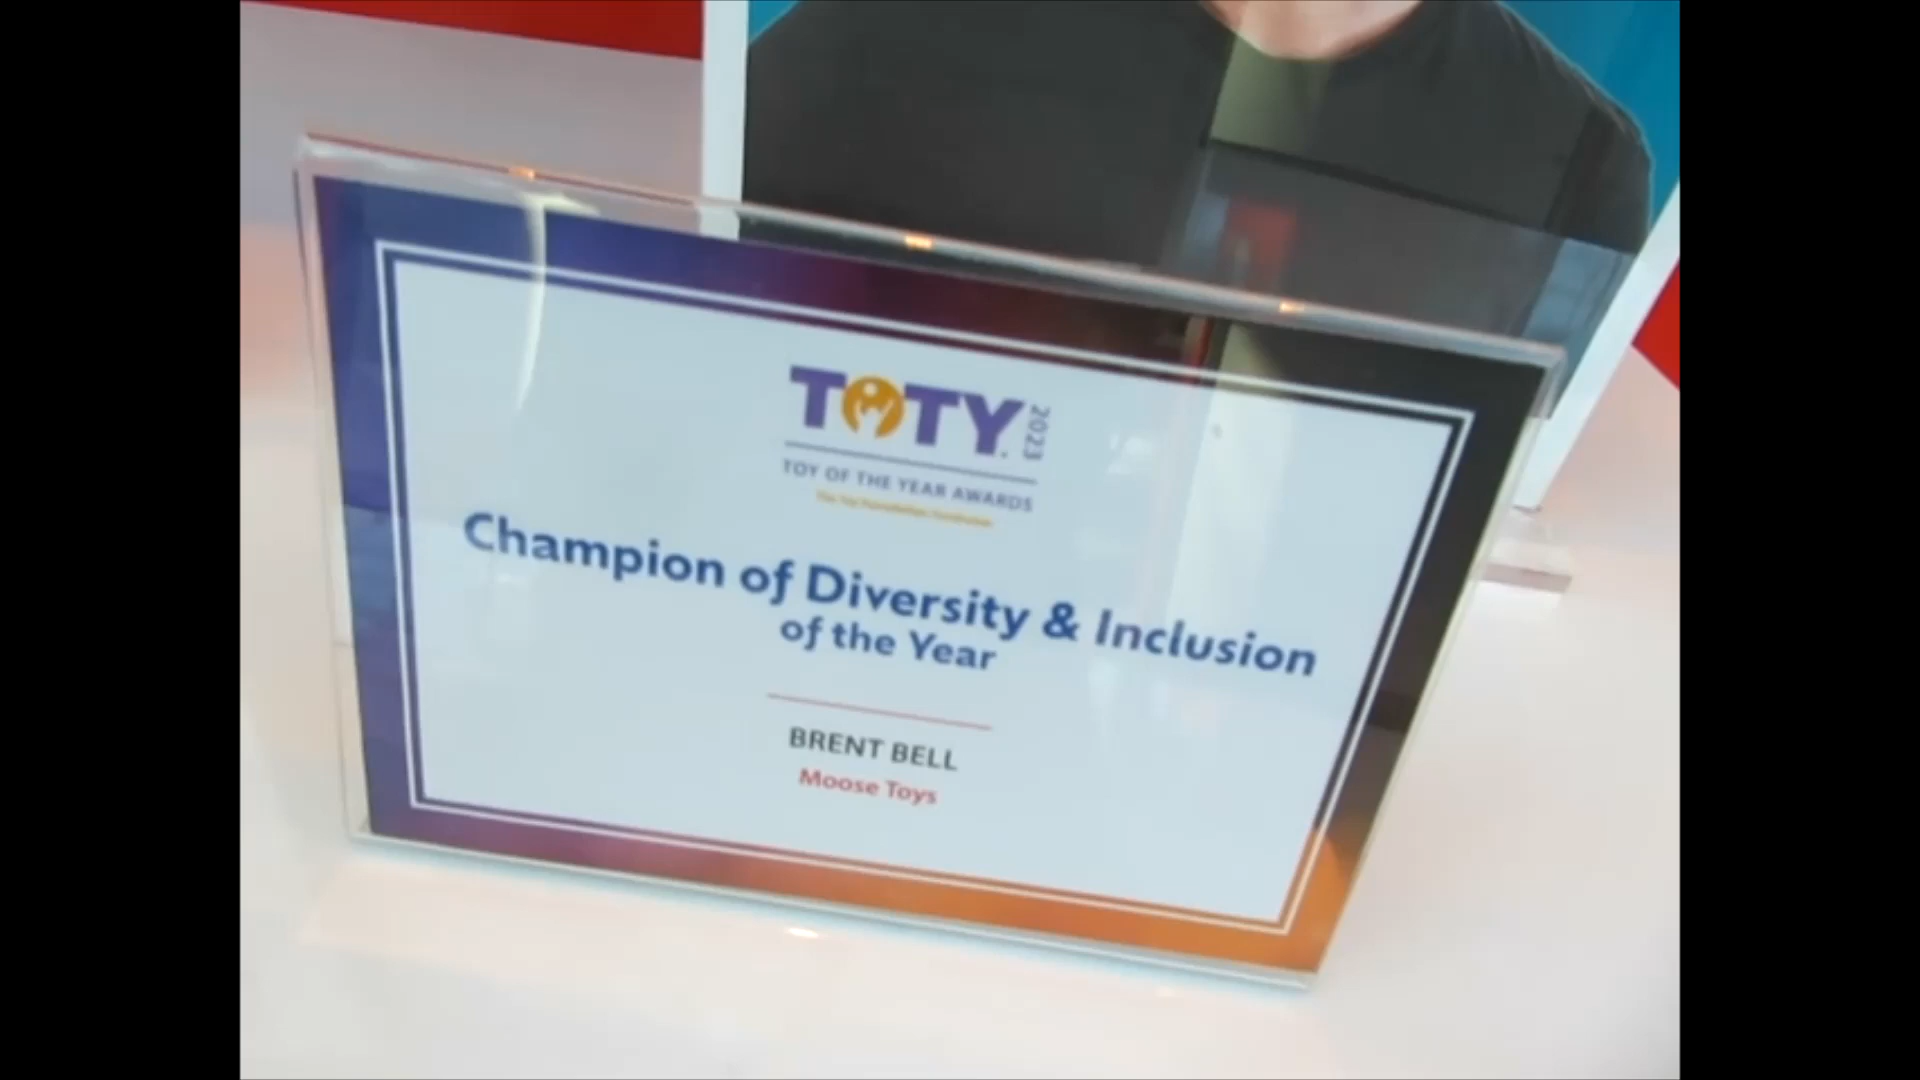 TOTY 2023
TOY OF THE YEAR AWARDS
Champion of Diversity & Inclusion
of the Year
BRENT BELL
Moose Toys